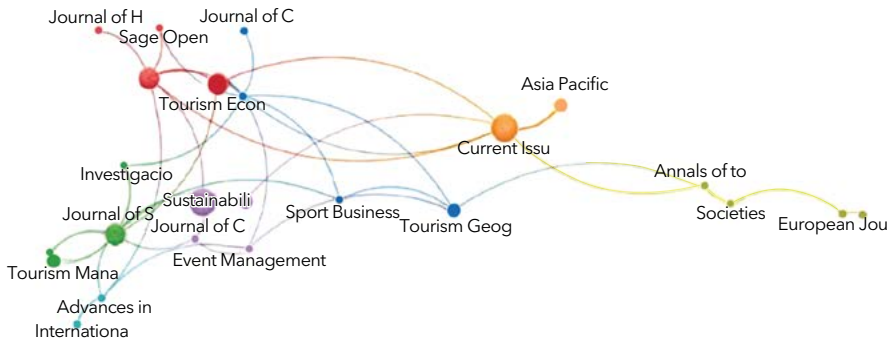 Journal of H
Sage Open
Journal of C
Tourism Econ
Asia Pacific
Current Issu
Investigacio
Annals of to
Sustainabili
Journal of S
Journal of C
Sport Business
Tourism Geog
Societies
European Jou
Event Management
Tourism Mana
Advances in
Internationa